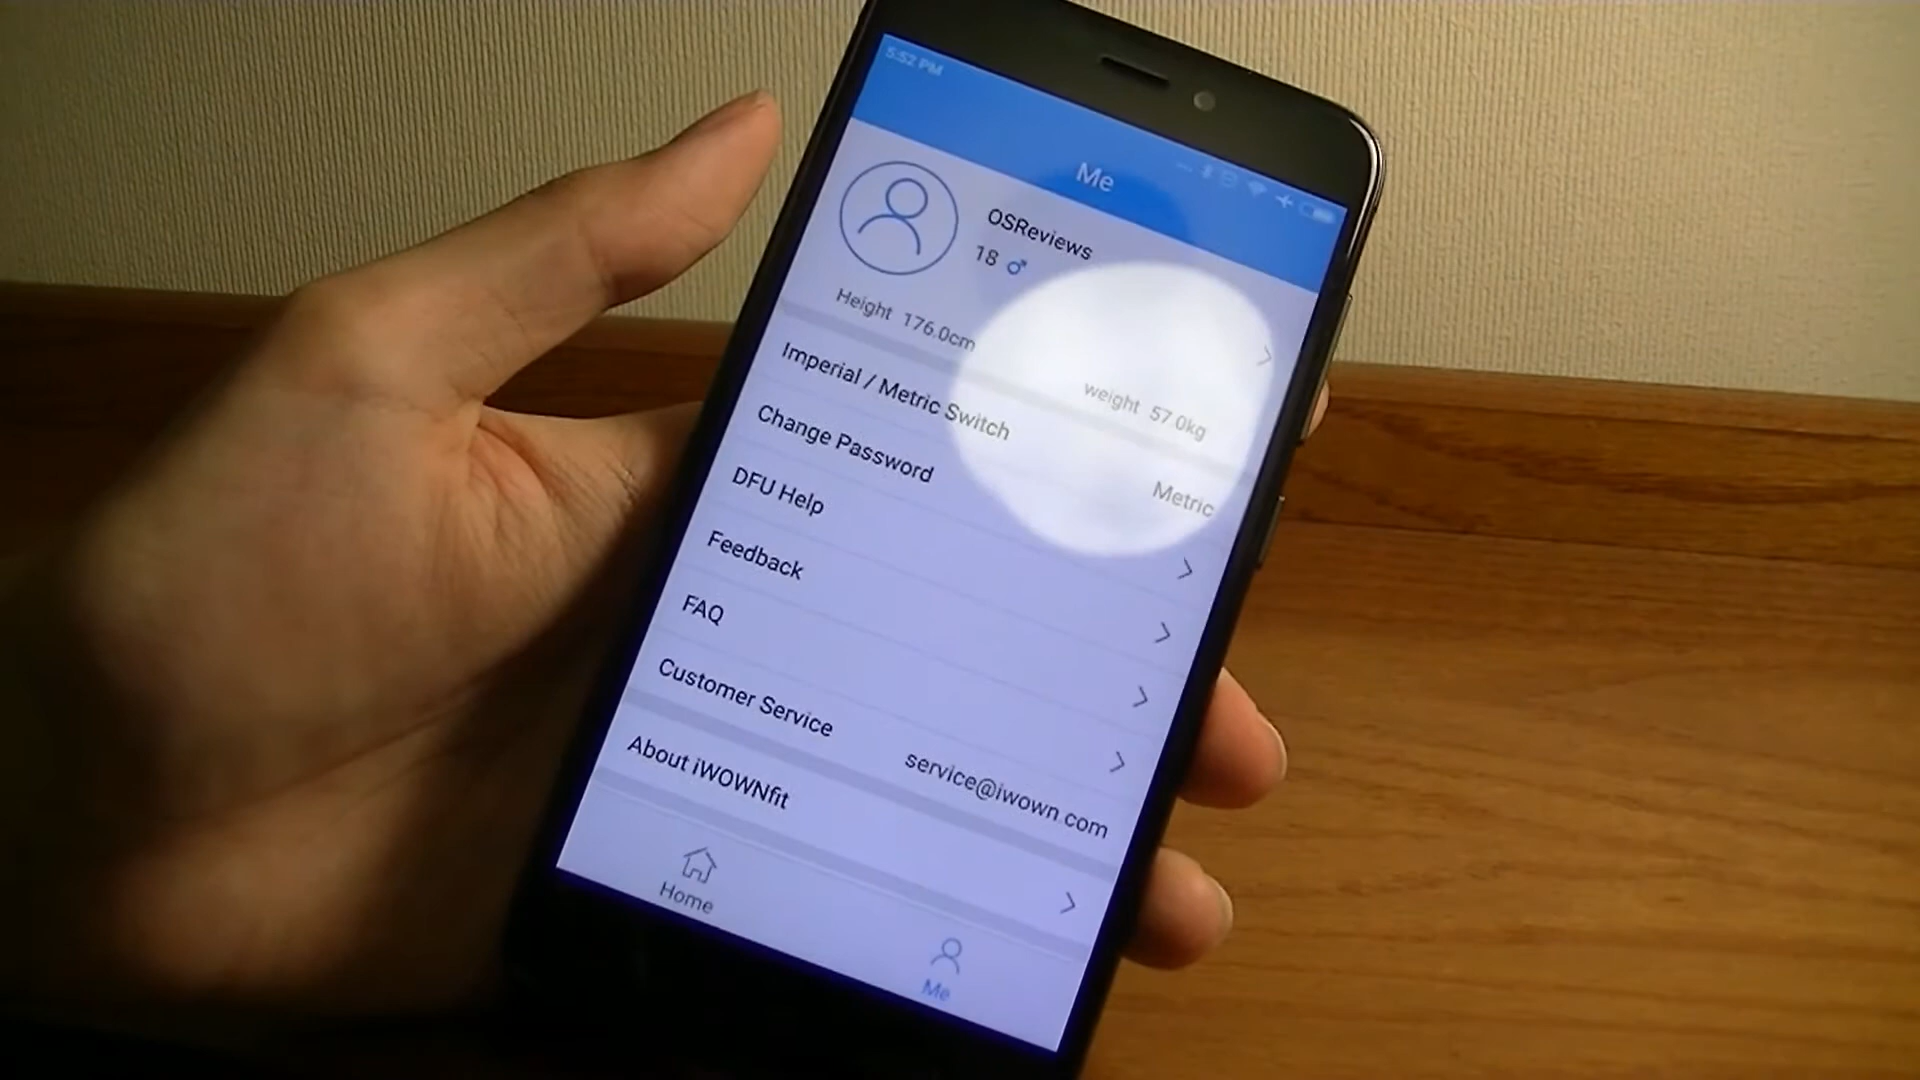 5:52 PM
Me
OSReviews
18
Height 176.0cm
weight 57.0kg
Imperial / Metric Switch
Metric
Change Password
DFU Help
Feedback
FAQ
Customer Service
service@iwown.com
About iWOWNfit
Home
Me